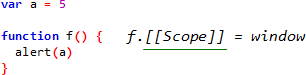 var a = 5
function f() {
  alert(a)
}
f.[[Scope]] = window